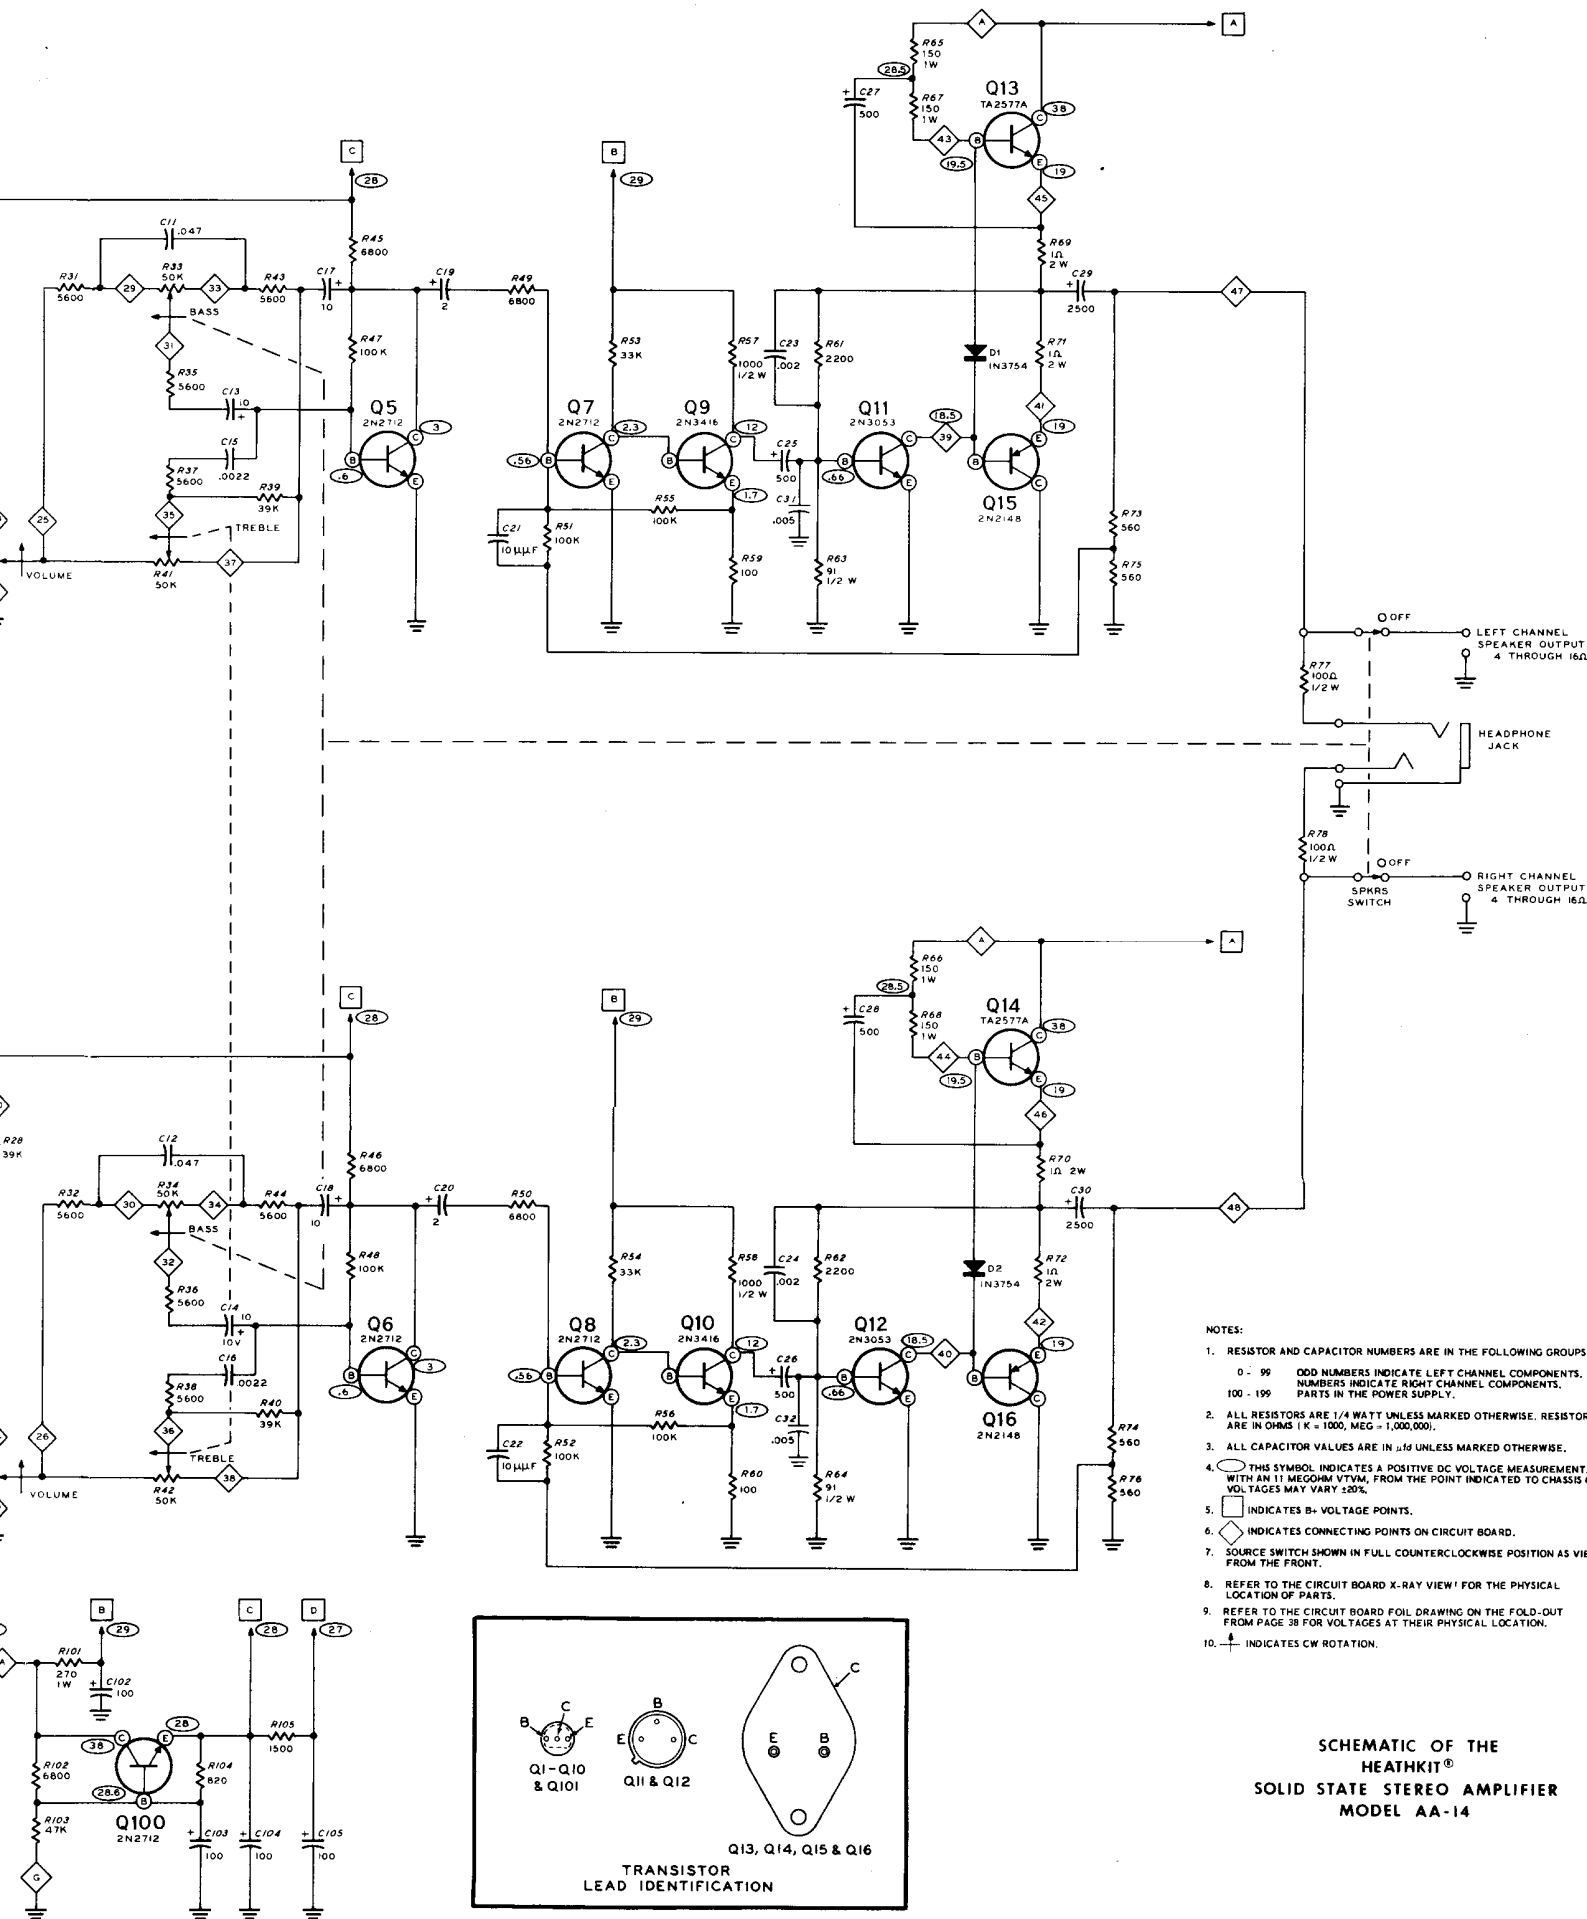 A
A
R65
150
1W
28.5
+ C27
500
R67
150
1W
Q13
TA2577A
38
43
B
C
19.5
E
19
45
C
28
B
29
C11
.047
R45
6800
R69
1Ω
2W
R31
5600
29
R33
50K
33
R43
5600
C17
+
10
+ C19
2
R49
6800
+ C29
2500
47
BASS
31
R47
100K
R53
33K
R57
1000
1/2 W
C23
.002
R61
2200
D1
1N3754
R71
1Ω
2W
R35
5600
C13
10
+
41
Q5
2N2712
3
Q7
2N2712
2.3
Q9
2N3416
12
Q11
2N3053
18.5
39
19
C15
.0022
B
C
E
.6
.56
B
C
E
B
C
E
+ C25
500
B
C
E
.66
B
E
C
R37
5600
R39
39K
1.7
Q15
2N2148
25
35
TREBLE
C21
10µµF
R51
100K
R55
100K
C31
.005
R73
560
VOLUME
R41
50K
37
R59
100
R63
91
1/2 W
R75
560
OFF
LEFT CHANNEL
SPEAKER OUTPUT
4 THROUGH 16Ω
R77
100Ω
1/2 W
HEADPHONE
JACK
R78
100Ω
1/2 W
OFF
SPKRS
SWITCH
RIGHT CHANNEL
SPEAKER OUTPUT
4 THROUGH 16Ω
A
A
R66
150
1W
28.5
+ C28
500
R68
150
1W
Q14
TA2577A
38
44
B
C
19.5
E
19
46
C
28
B
29
R28
39K
C12
.047
R46
6800
R70
1Ω 2W
R32
5600
30
R34
50K
34
R44
5600
C18
+
10
+ C20
2
R50
6800
+ C30
2500
48
BASS
32
R48
100K
R54
33K
R58
1000
1/2 W
C24
.002
R62
2200
D2
1N3754
R72
1Ω
2W
R36
5600
C14
10
+
10V
42
Q6
2N2712
3
Q8
2N2712
2.3
Q10
2N3416
12
Q12
2N3053
18.5
40
19
C16
.0022
B
C
E
.6
.56
B
C
E
B
C
E
+ C26
500
B
C
E
.66
B
E
C
R38
5600
R40
39K
1.7
Q16
2N2148
26
36
TREBLE
C22
10µµF
R52
100K
R56
100K
C32
.005
R74
560
VOLUME
R42
50K
38
R60
100
R64
91
1/2 W
R76
560
NOTES:
1. RESISTOR AND CAPACITOR NUMBERS ARE IN THE FOLLOWING GROUPS
0 - 99 ODD NUMBERS INDICATE LEFT CHANNEL COMPONENTS.
NUMBERS INDICATE RIGHT CHANNEL COMPONENTS.
100 - 199 PARTS IN THE POWER SUPPLY.
2. ALL RESISTORS ARE 1/4 WATT UNLESS MARKED OTHERWISE. RESISTOR
ARE IN OHMS (K = 1000, MEG = 1,000,000).
3. ALL CAPACITOR VALUES ARE IN µfd UNLESS MARKED OTHERWISE.
4. THIS SYMBOL INDICATES A POSITIVE DC VOLTAGE MEASUREMENT,
WITH AN 11 MEGOHM VTVM, FROM THE POINT INDICATED TO CHASSIS
VOLTAGES MAY VARY ±20%.
5. INDICATES B+ VOLTAGE POINTS.
6. INDICATES CONNECTING POINTS ON CIRCUIT BOARD.
7. SOURCE SWITCH SHOWN IN FULL COUNTERCLOCKWISE POSITION AS VIE
FROM THE FRONT.
8. REFER TO THE CIRCUIT BOARD X-RAY VIEW FOR THE PHYSICAL
LOCATION OF PARTS.
9. REFER TO THE CIRCUIT BOARD FOIL DRAWING ON THE FOLD-OUT
FROM PAGE 38 FOR VOLTAGES AT THEIR PHYSICAL LOCATION.
10. INDICATES CW ROTATION.
B
29
C
28
D
27
A
R101
270
1W
+ C102
100
C
38
E
28
R105
1500
R102
6800
R104
820
28.6
B
R103
47K
Q100
2N2712
+ C103
100
+ C104
100
+ C105
100
G
B
C
E
Q1-Q10
& Q101
B
E
C
Q11 & Q12
C
E
B
Q13, Q14, Q15 & Q16
TRANSISTOR
LEAD IDENTIFICATION
SCHEMATIC OF THE
HEATHKIT®
SOLID STATE STEREO AMPLIFIER
MODEL AA-14